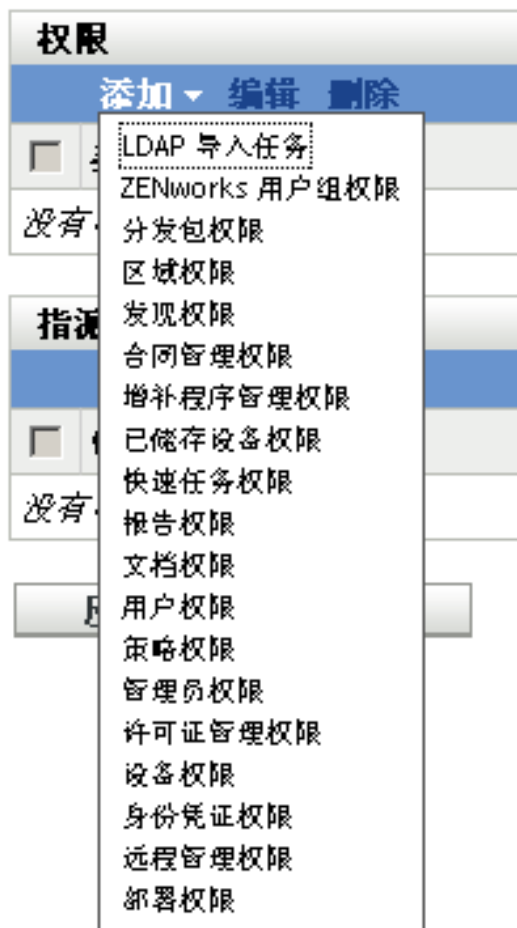 权限
添加 编辑 删除
LDAP 导入任务
ZENworks 用户组权限
没有
分发包权限
区域权限
发现权限
指派
合同管理权限
增补程序管理权限
已储存设备权限
快速任务权限
没有
报告权限
文档权限
用户权限
策略权限
管理员权限
许可证管理权限
设备权限
身份凭证权限
远程管理权限
部署权限